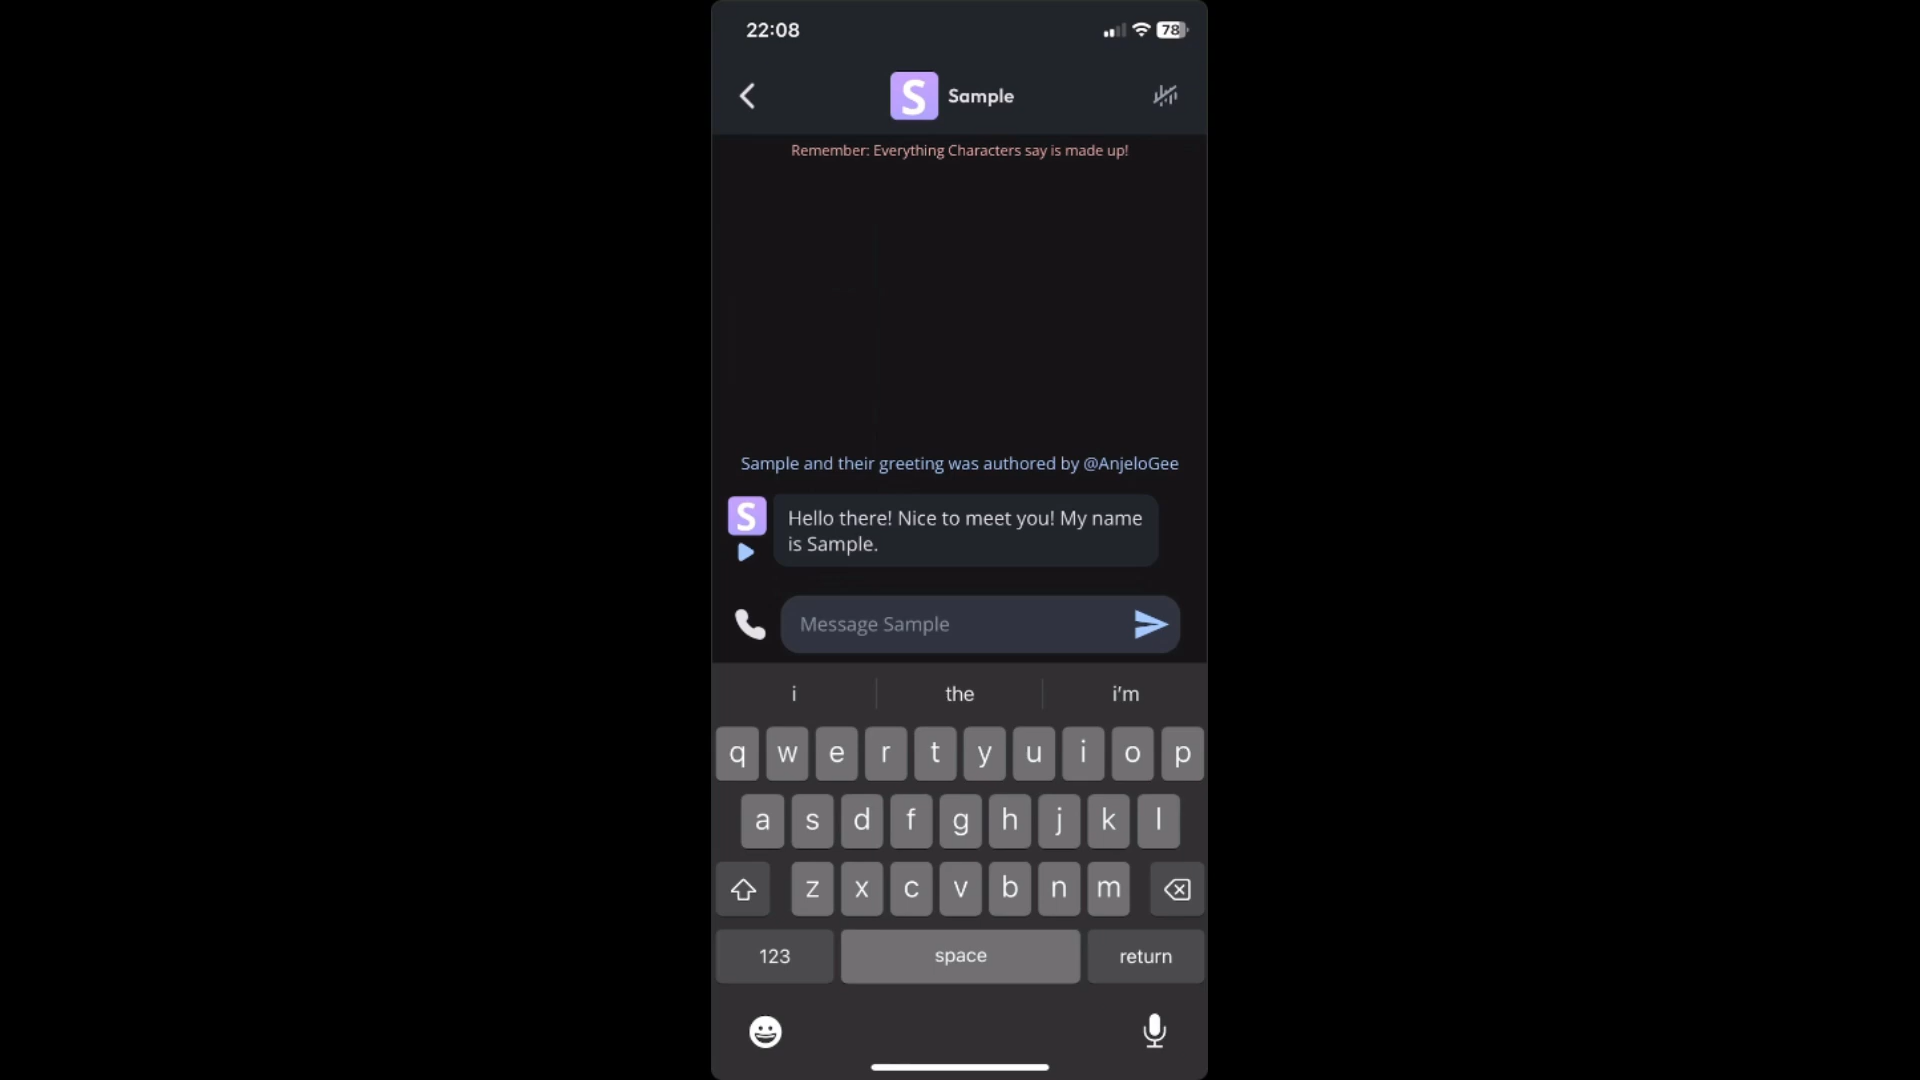 22:08
78
S
Sample
Remember: Everything Characters say is made up!
Sample and their greeting was authored by @AnjeloGee
S
Hello there! Nice to meet you! My name
is Sample.
Message Sample
i the i'm
q w e r t y u i o p
a s d f g h j k l
z x c v b n m
123 space return